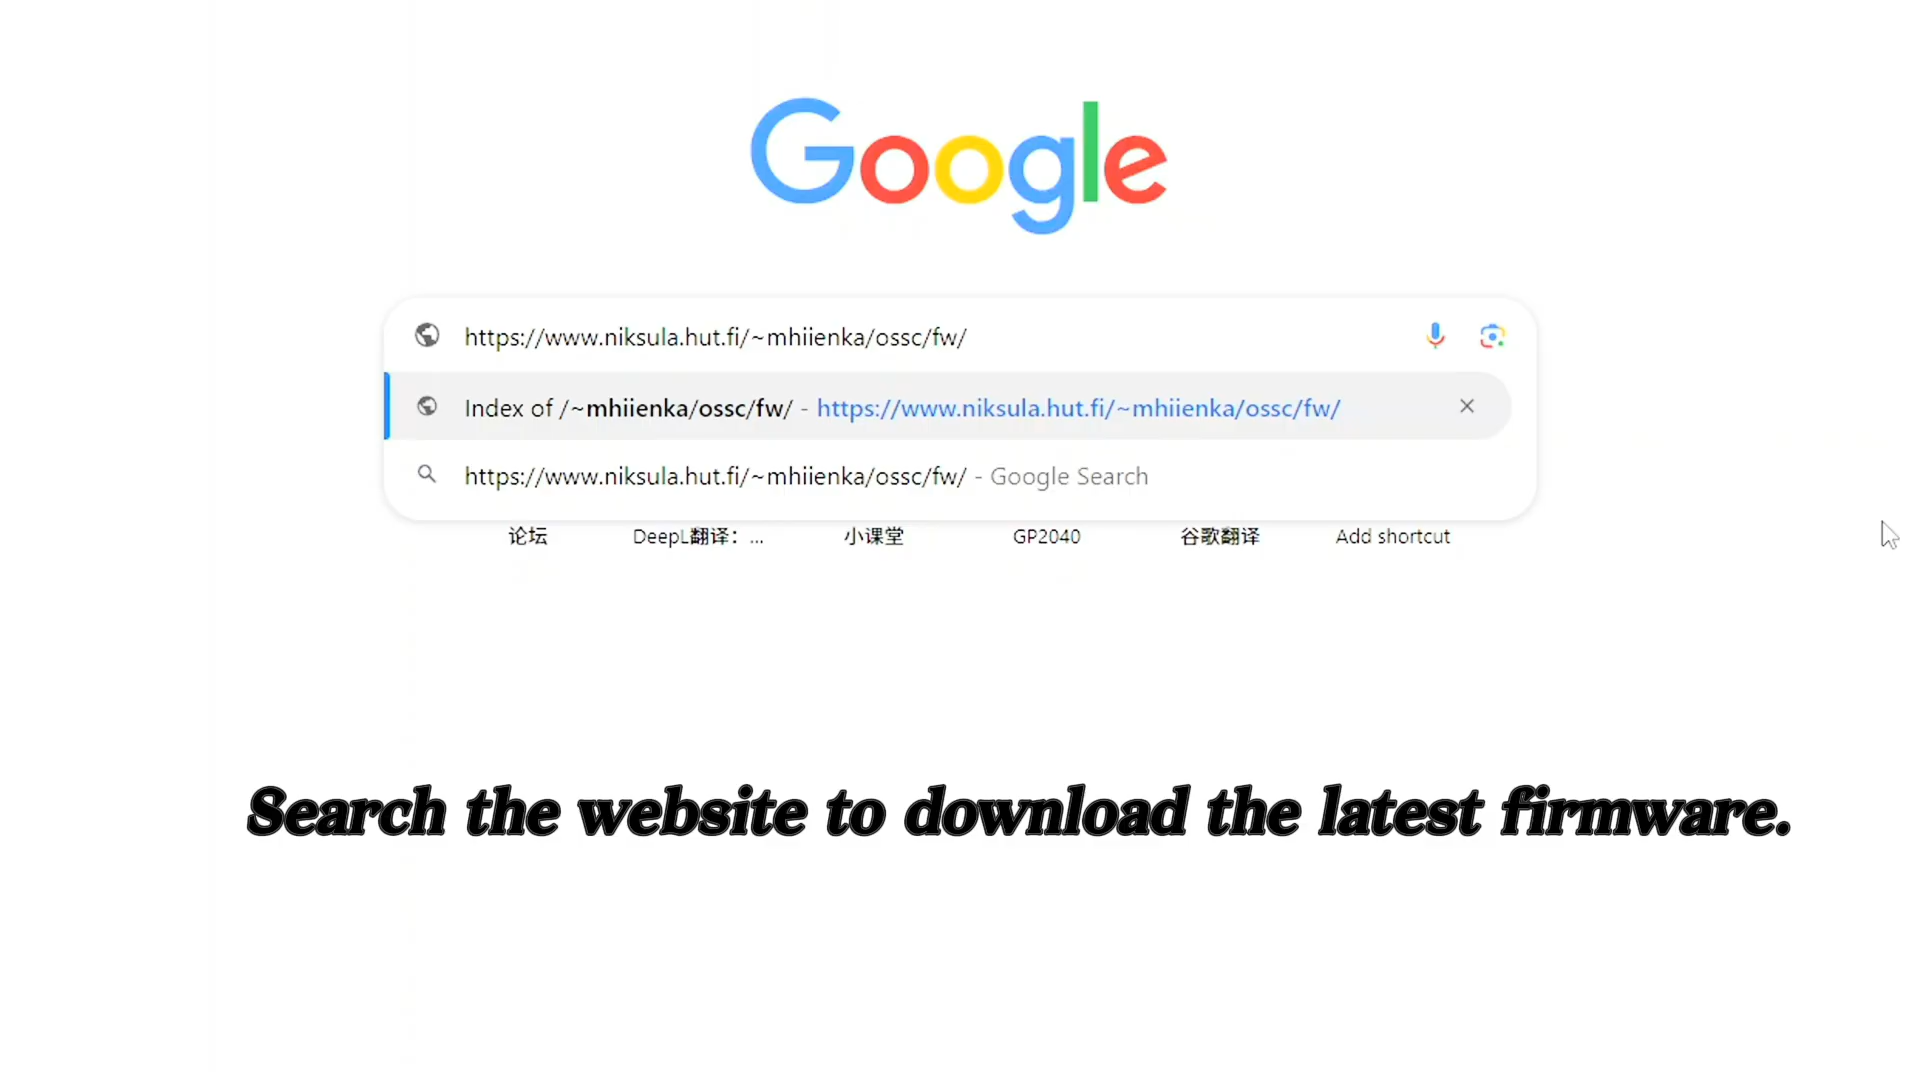 Google
https://www.niksula.hut.fi/~mhiienka/ossc/fw/
Index of /~mhiienka/ossc/fw/ - https://www.niksula.hut.fi/~mhiienka/ossc/fw/
https://www.niksula.hut.fi/~mhiienka/ossc/fw/ - Google Search
论坛 DeepL翻译：... 小课堂 GP2040 谷歌翻译 Add shortcut
Search the website to download the latest firmware.